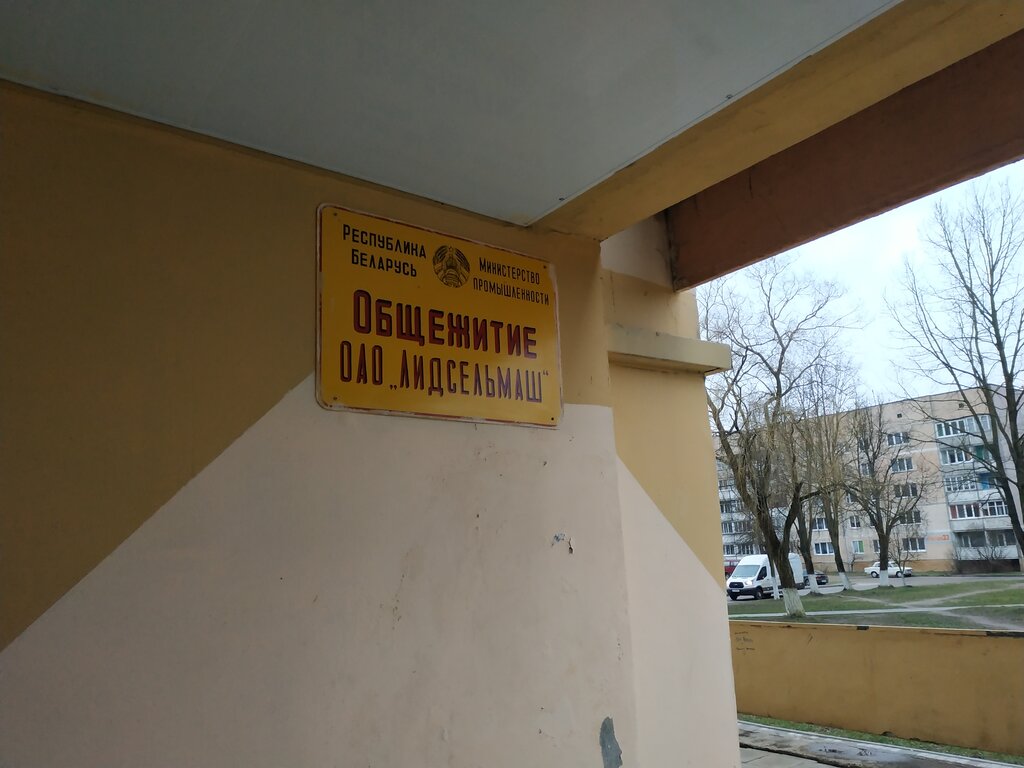 РЕСПУБЛИКА
БЕЛАРУСЬ
МИНИСТЕРСТВО
ПРОМЫШЛЕННОСТИ
ОБЩЕЖИТИЕ
ОАО „ЛИДСЕЛЬМАШ“